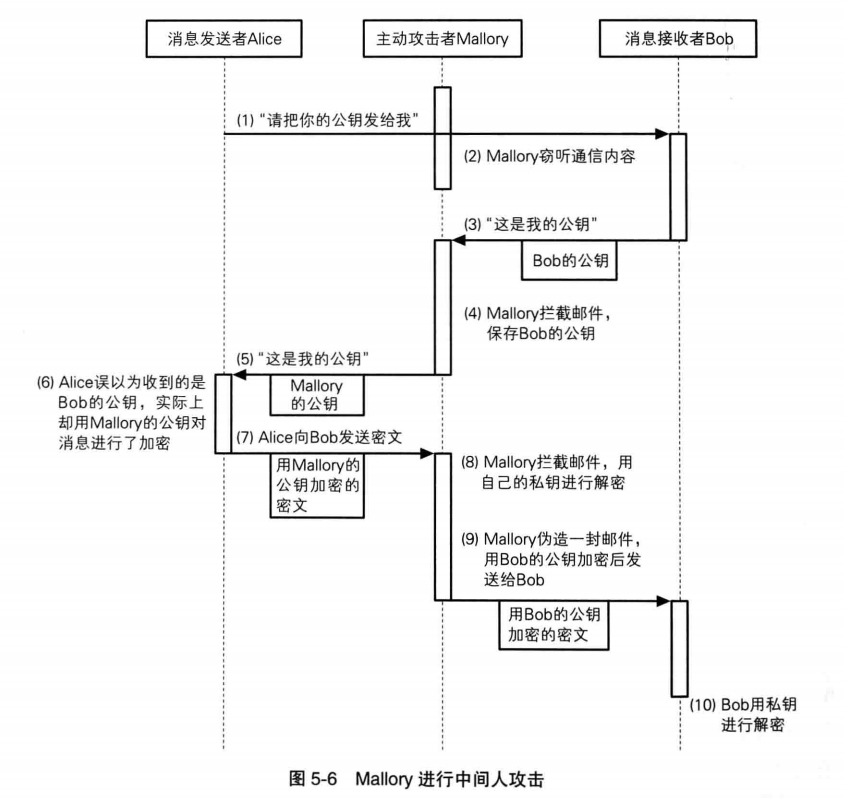 消息发送者Alice
主动攻击者Mallory
消息接收者Bob
(1) “请把你的公钥发给我”
(2) Mallory窃听通信内容
(3) “这是我的公钥”
Bob的公钥
(4) Mallory拦截邮件，
保存Bob的公钥
(5) “这是我的公钥”
Mallory
的公钥
(6) Alice误以为收到的是
Bob的公钥，实际上
却用Mallory的公钥对
消息进行了加密
(7) Alice向Bob发送密文
用Mallory的
公钥加密的
密文
(8) Mallory拦截邮件，用
自己的私钥进行解密
(9) Mallory伪造一封邮件，
用Bob的公钥加密后发
送给Bob
用Bob的公钥
加密的密文
(10) Bob用私钥
进行解密
图 5-6 Mallory 进行中间人攻击